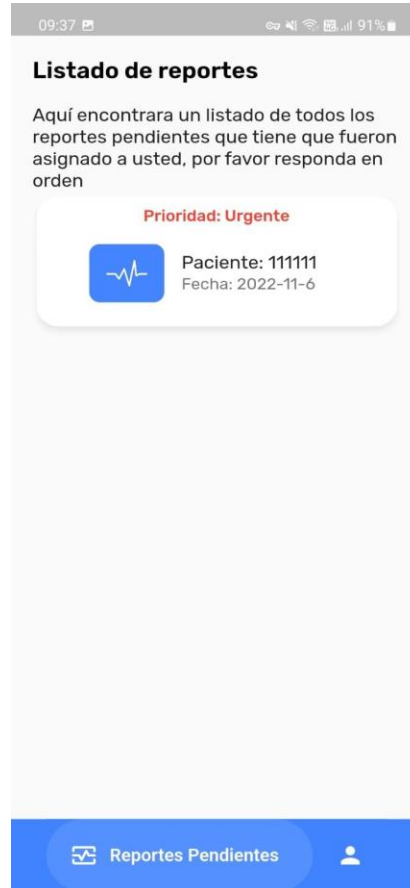 09:37
91%
Listado de reportes
Aquí encontrara un listado de todos los
reportes pendientes que tiene que fueron
asignado a usted, por favor responda en
orden
Prioridad: Urgente
Paciente: 111111
Fecha: 2022-11-6
Reportes Pendientes